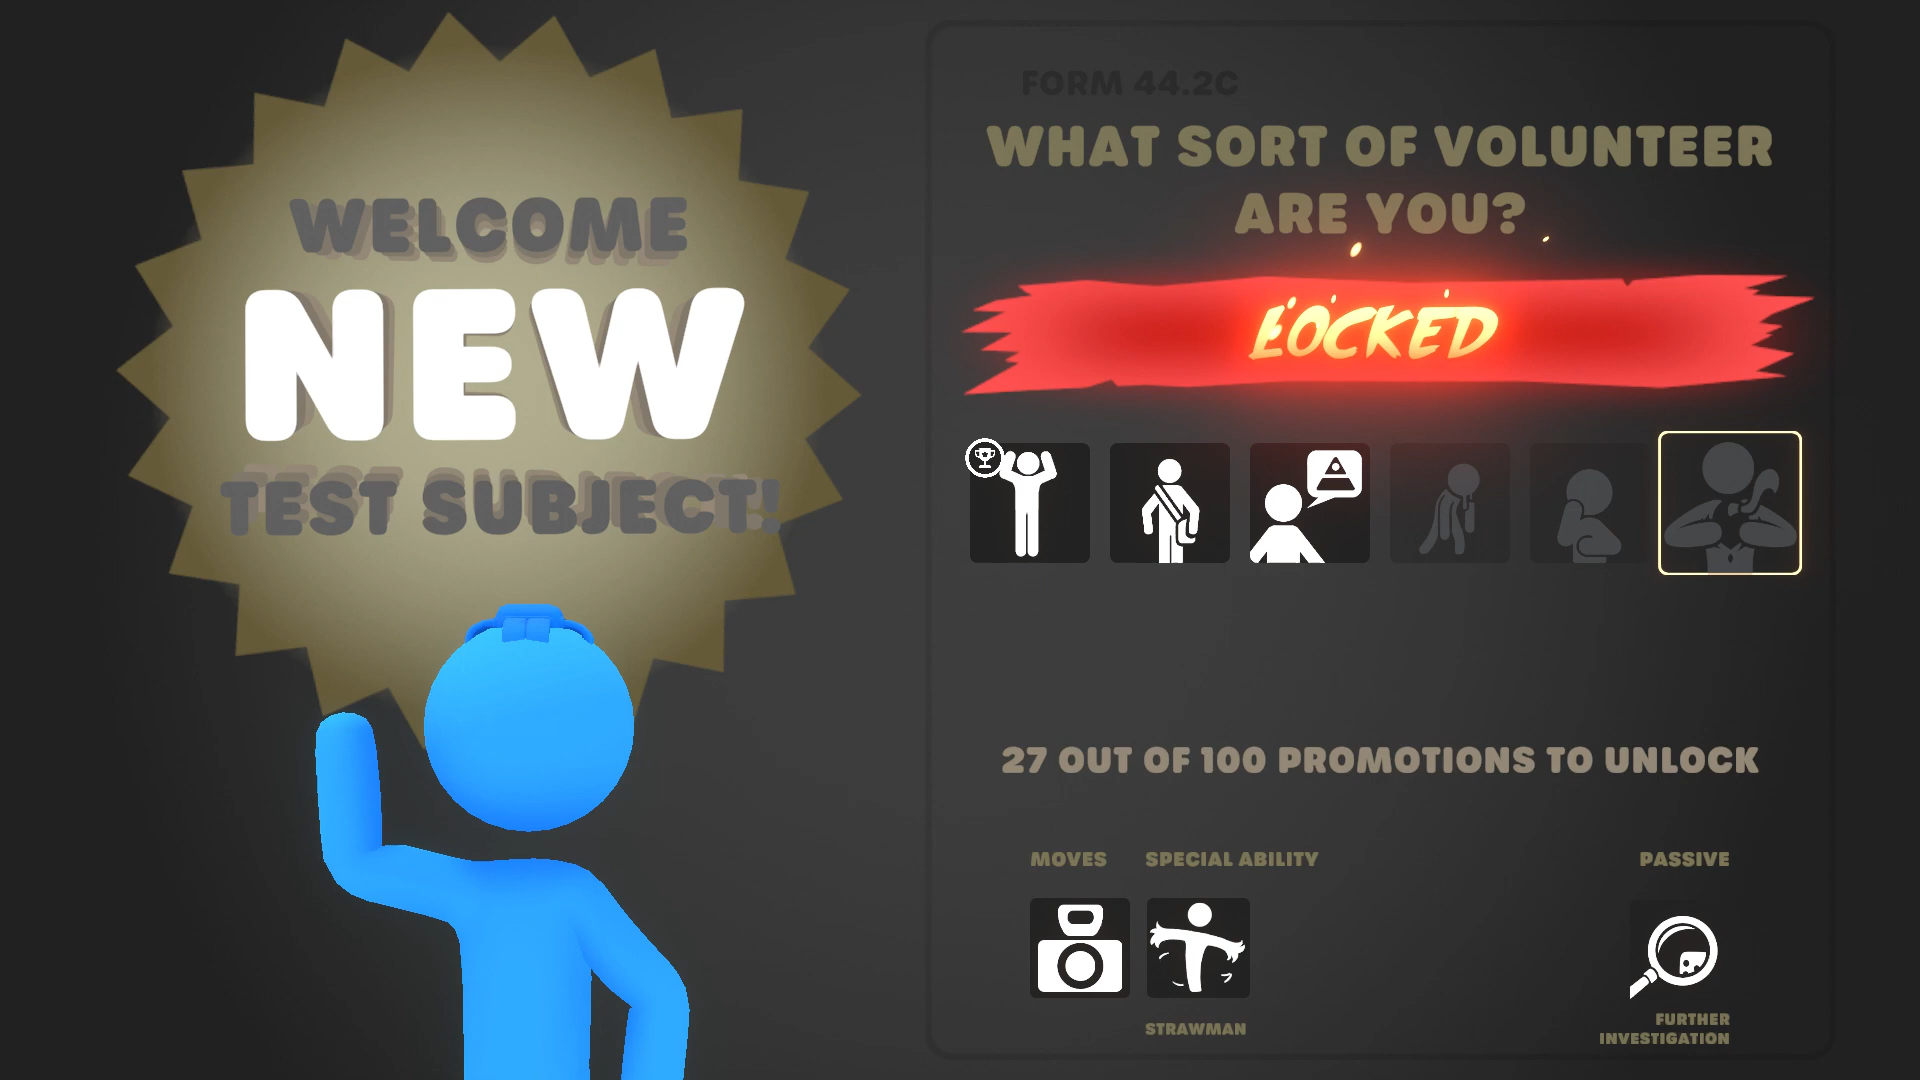 WELCOME
NEW
TEST SUBJECT!
FORM 44.2C
WHAT SORT OF VOLUNTEER
ARE YOU?
LOCKED
27 OUT OF 100 PROMOTIONS TO UNLOCK
MOVES
SPECIAL ABILITY
PASSIVE
STRAWMAN
FURTHER
INVESTIGATION